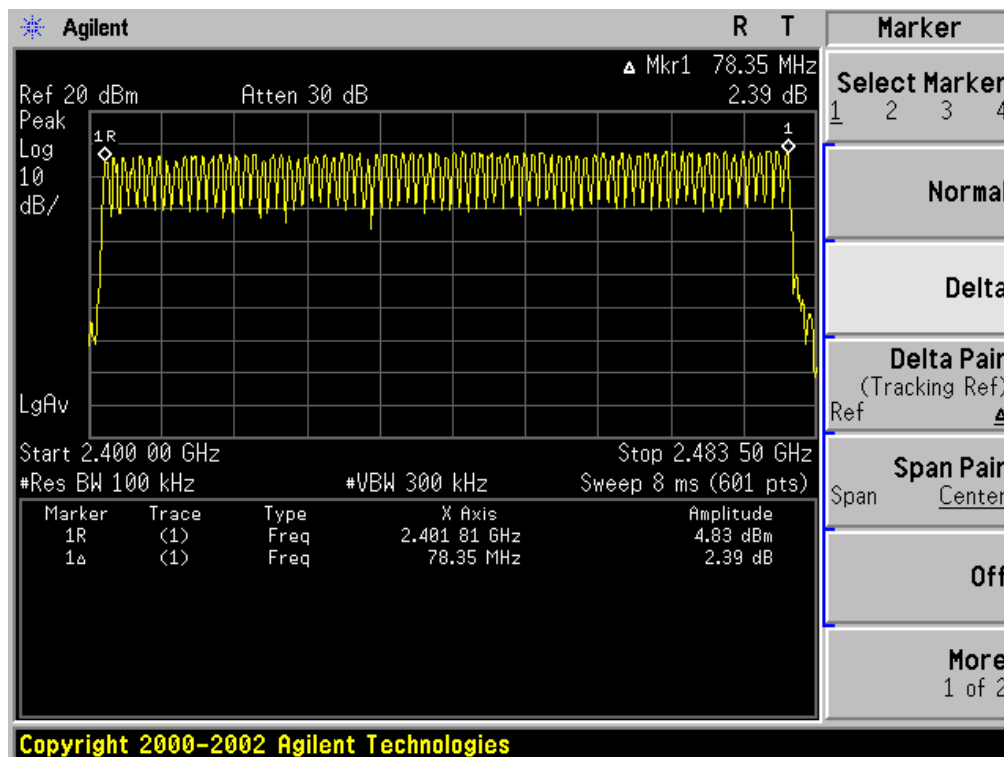 Agilent R T
Marker
▵ Mkr1 78.35 MHz
Ref 20 dBm Atten 30 dB 2.39 dB
Peak
Log
10
dB/
1R
1
LgAv
Start 2.400 00 GHz Stop 2.483 50 GHz
#Res BW 100 kHz #VBW 300 kHz Sweep 8 ms (601 pts)
Marker Trace Type X Axis Amplitude
1R (1) Freq 2.401 81 GHz 4.83 dBm
1▵ (1) Freq 78.35 MHz 2.39 dB
Select Marker
1 2 3 4
Normal
Delta
Delta Pair
(Tracking Ref)
Ref ▵
Span Pair
Span Center
Off
More
1 of 2
Copyright 2000-2002 Agilent Technologies